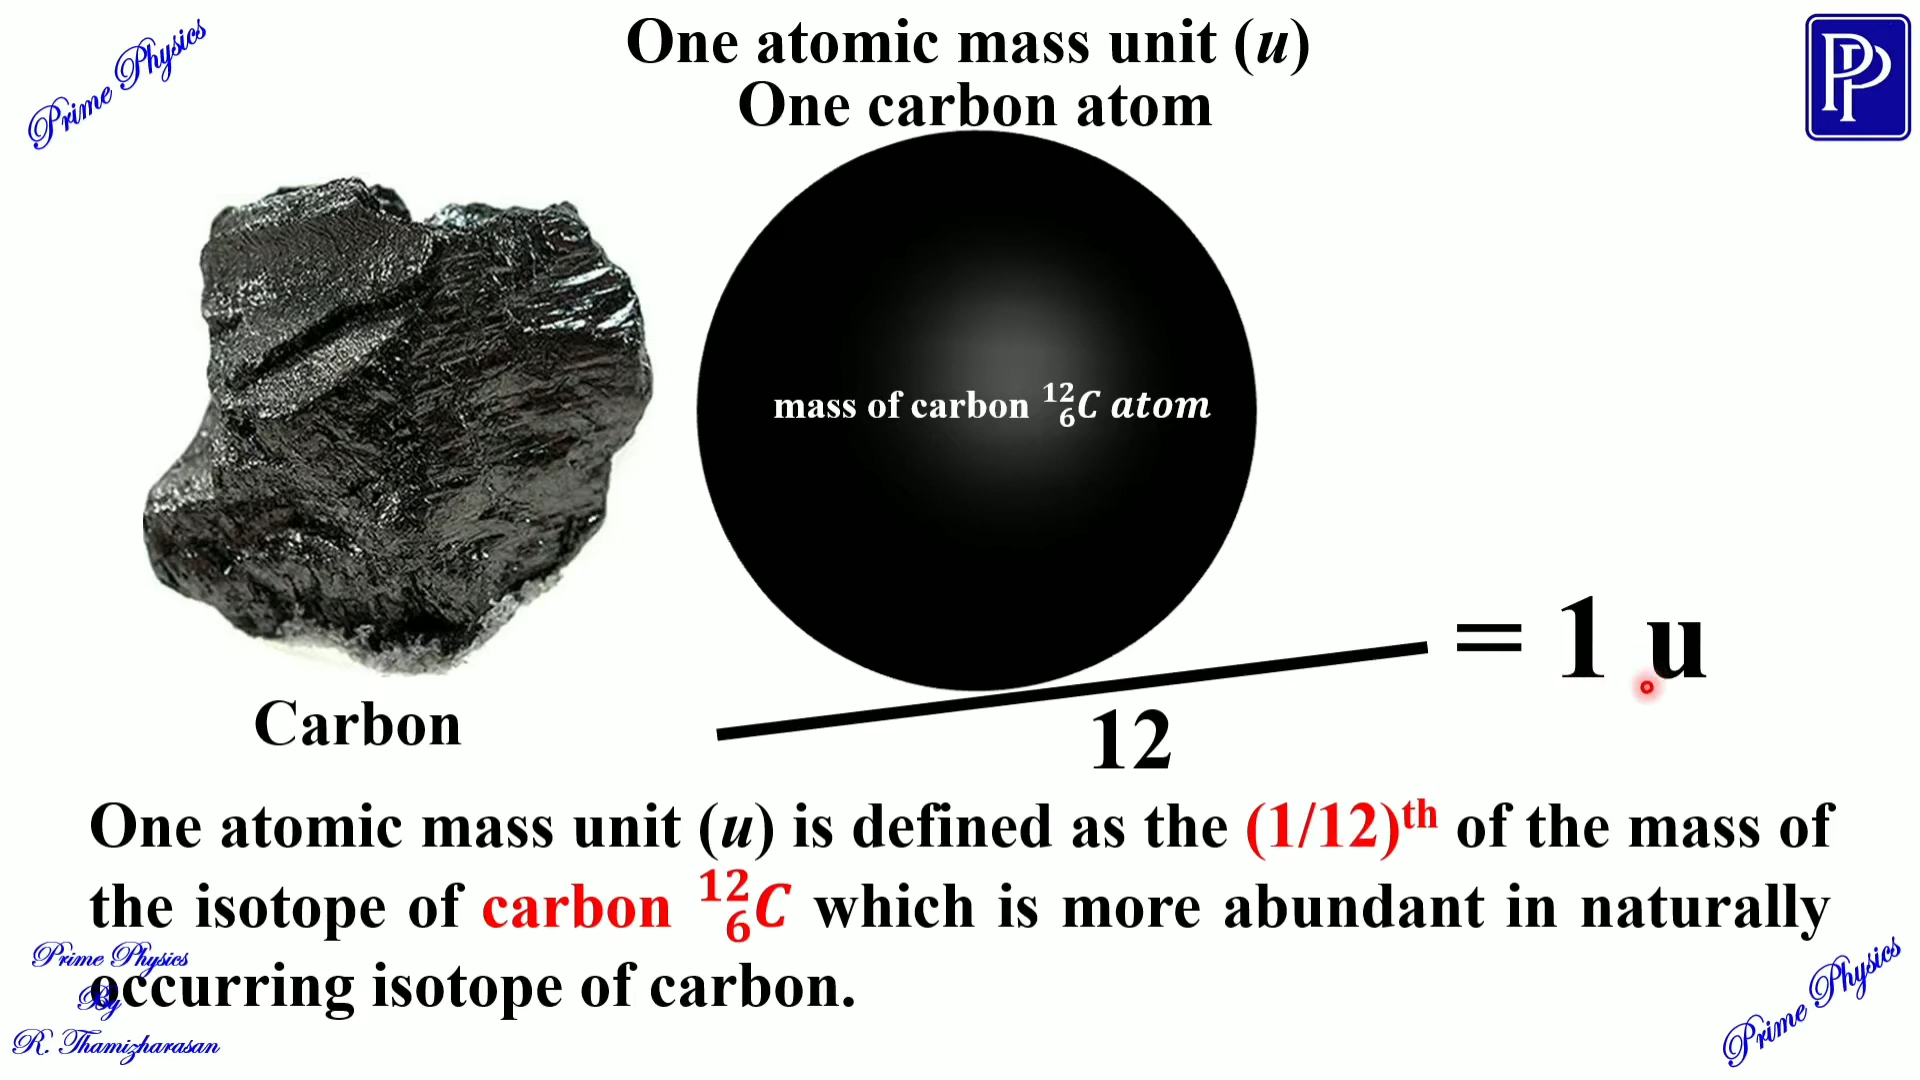 One atomic mass unit (u)
One carbon atom
Prime Physics
PP
mass of carbon ¹²₆C atom
= 1 u
12
Carbon
One atomic mass unit (u) is defined as the (1/12)ᵗʰ of the mass of
the isotope of carbon ¹²₆C which is more abundant in naturally
occurring isotope of carbon.
Prime Physics
By
R. Thamizharasan
Prime Physics